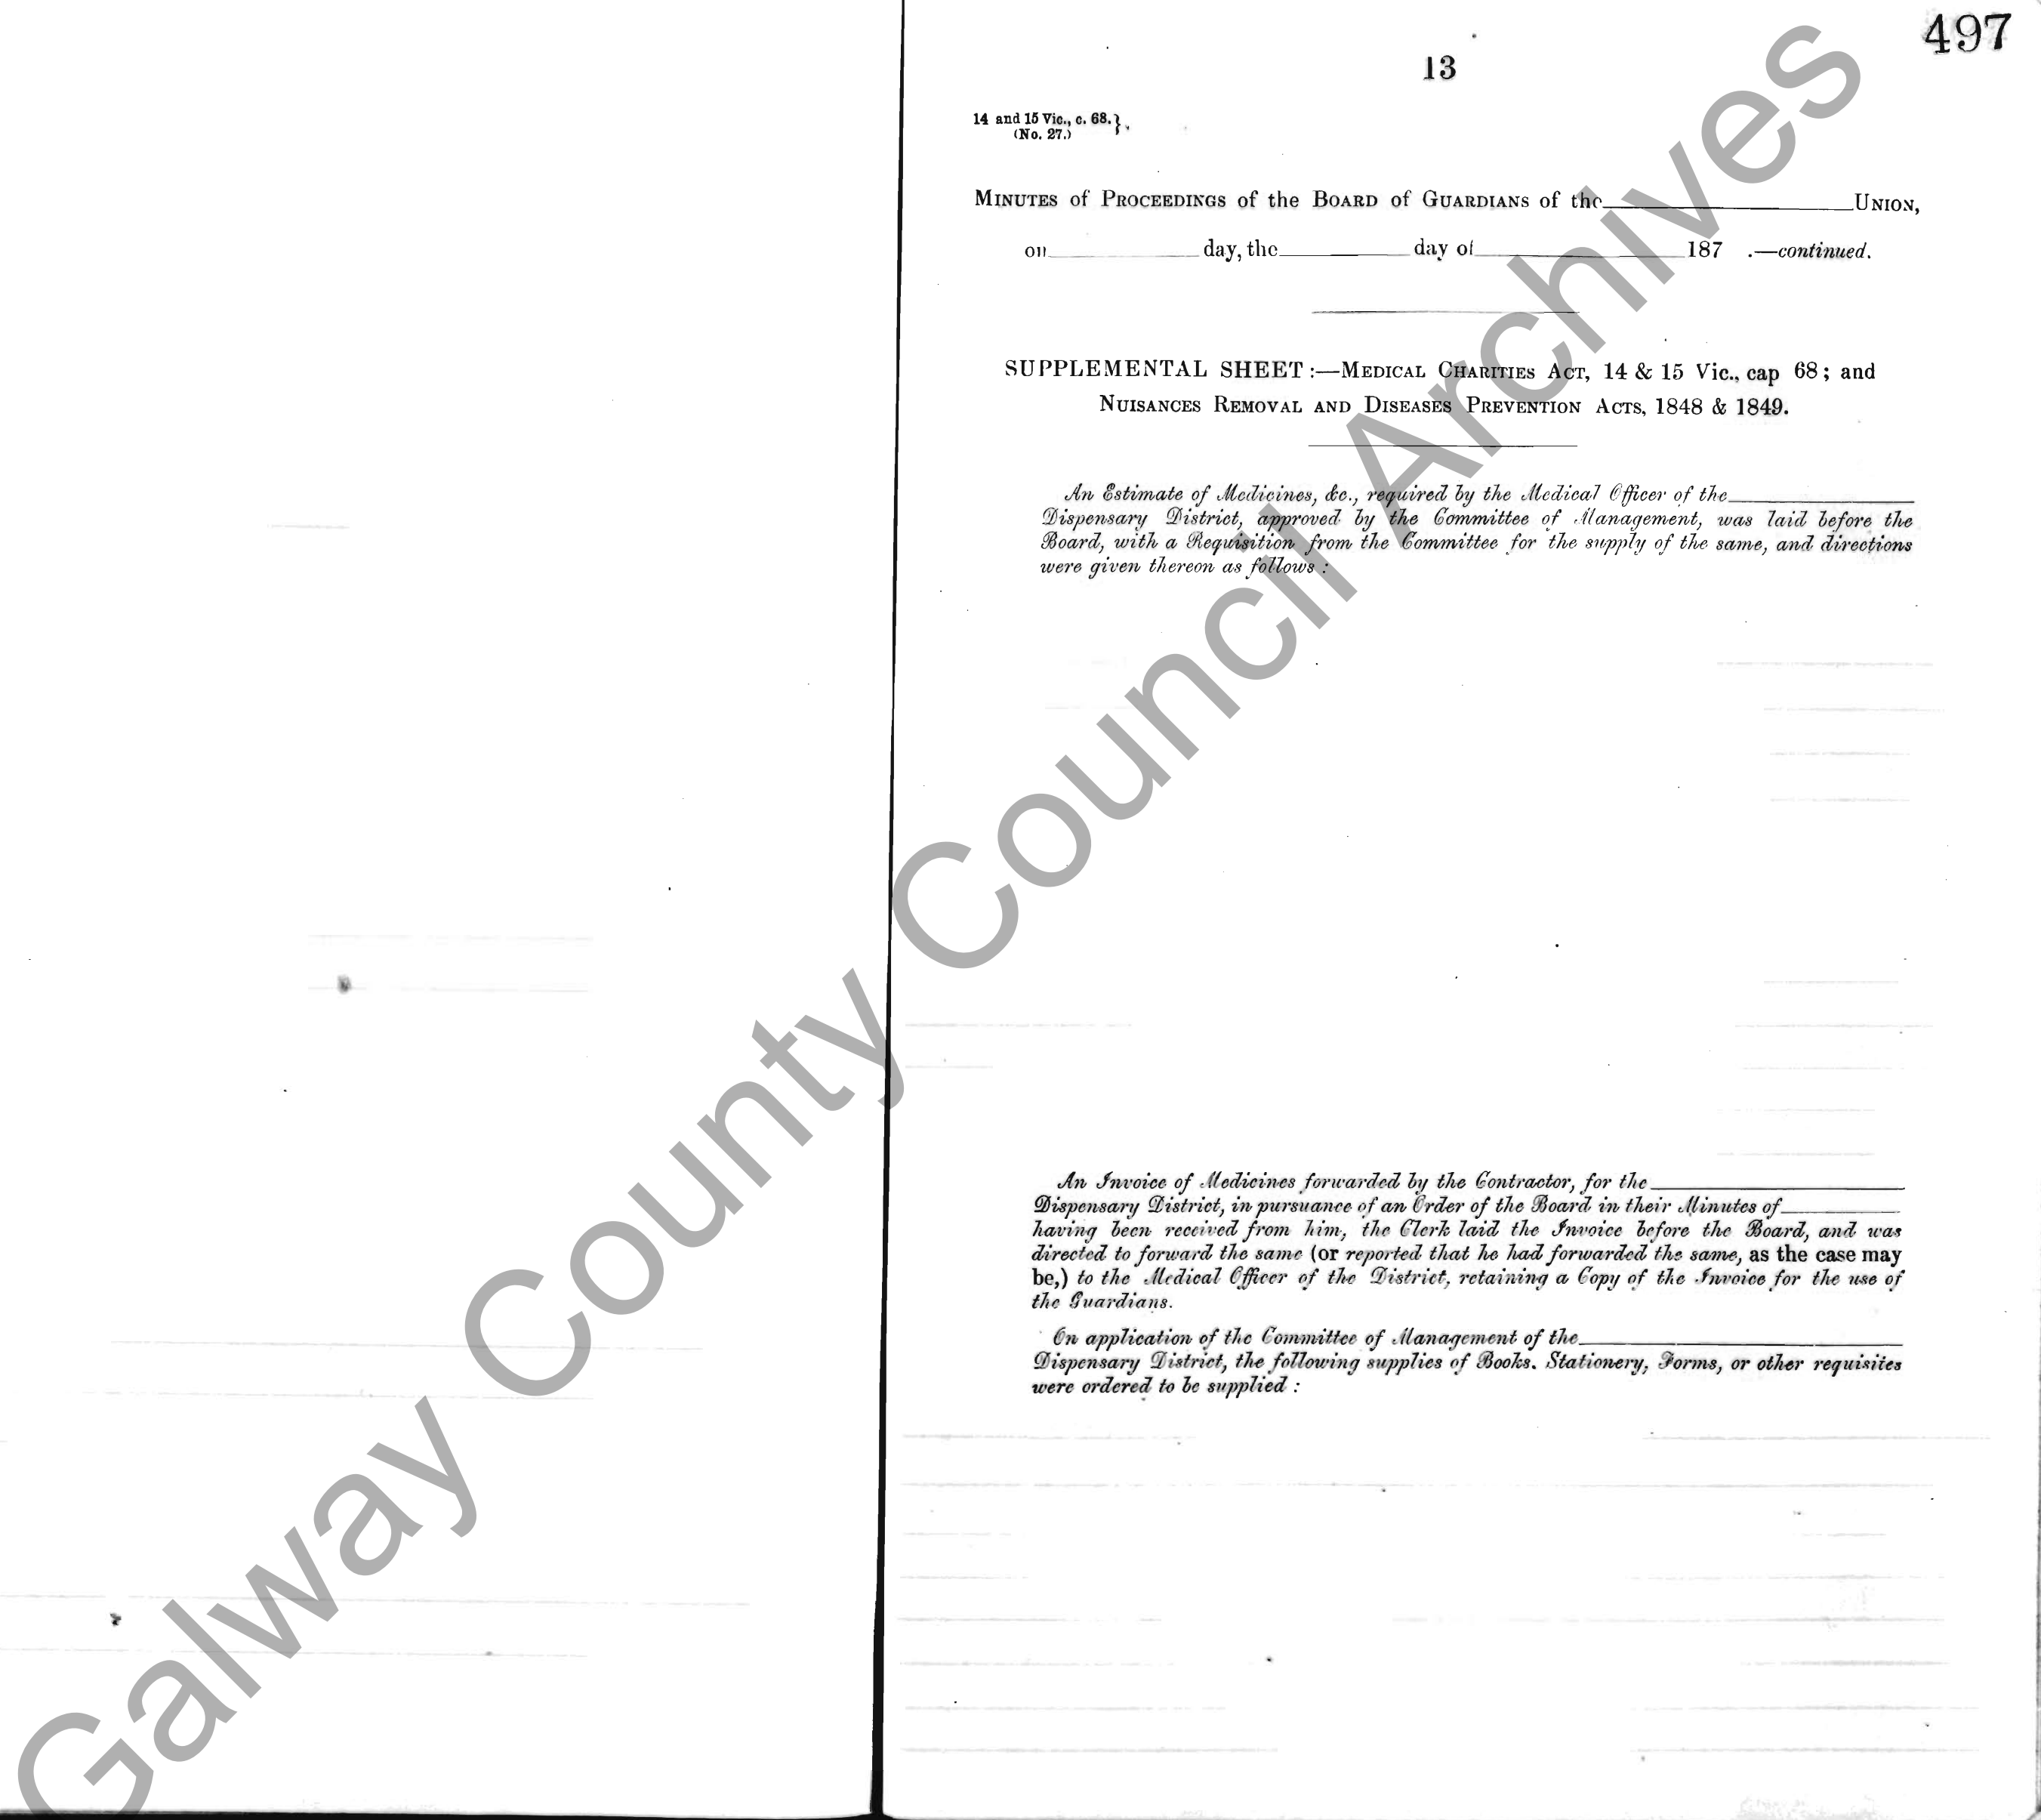 497
13
14 and 15 Vic., c. 68.}
(No. 27.)
MINUTES of PROCEEDINGS of the BOARD of GUARDIANS of the ____ UNION,
on ____ day, the ____ day of ____ 187 .—continued.
SUPPLEMENTAL SHEET :—MEDICAL CHARITIES ACT, 14 & 15 Vic., cap 68; and
NUISANCES REMOVAL AND DISEASES PREVENTION ACTS, 1848 & 1849.
An Estimate of Medicines, &c., required by the Medical Officer of the ____
Dispensary District, approved by the Committee of Management, was laid before the
Board, with a Requisition from the Committee for the supply of the same, and directions
were given thereon as follows :
An Invoice of Medicines forwarded by the Contractor, for the ____
Dispensary District, in pursuance of an Order of the Board in their Minutes of ____
having been received from him, the Clerk laid the Invoice before the Board, and was
directed to forward the same (or reported that he had forwarded the same, as the case may
be,) to the Medical Officer of the District, retaining a Copy of the Invoice for the use of
the Guardians.
On application of the Committee of Management of the ____
Dispensary District, the following supplies of Books. Stationery, Forms, or other requisites
were ordered to be supplied :
Galway County Council Archives